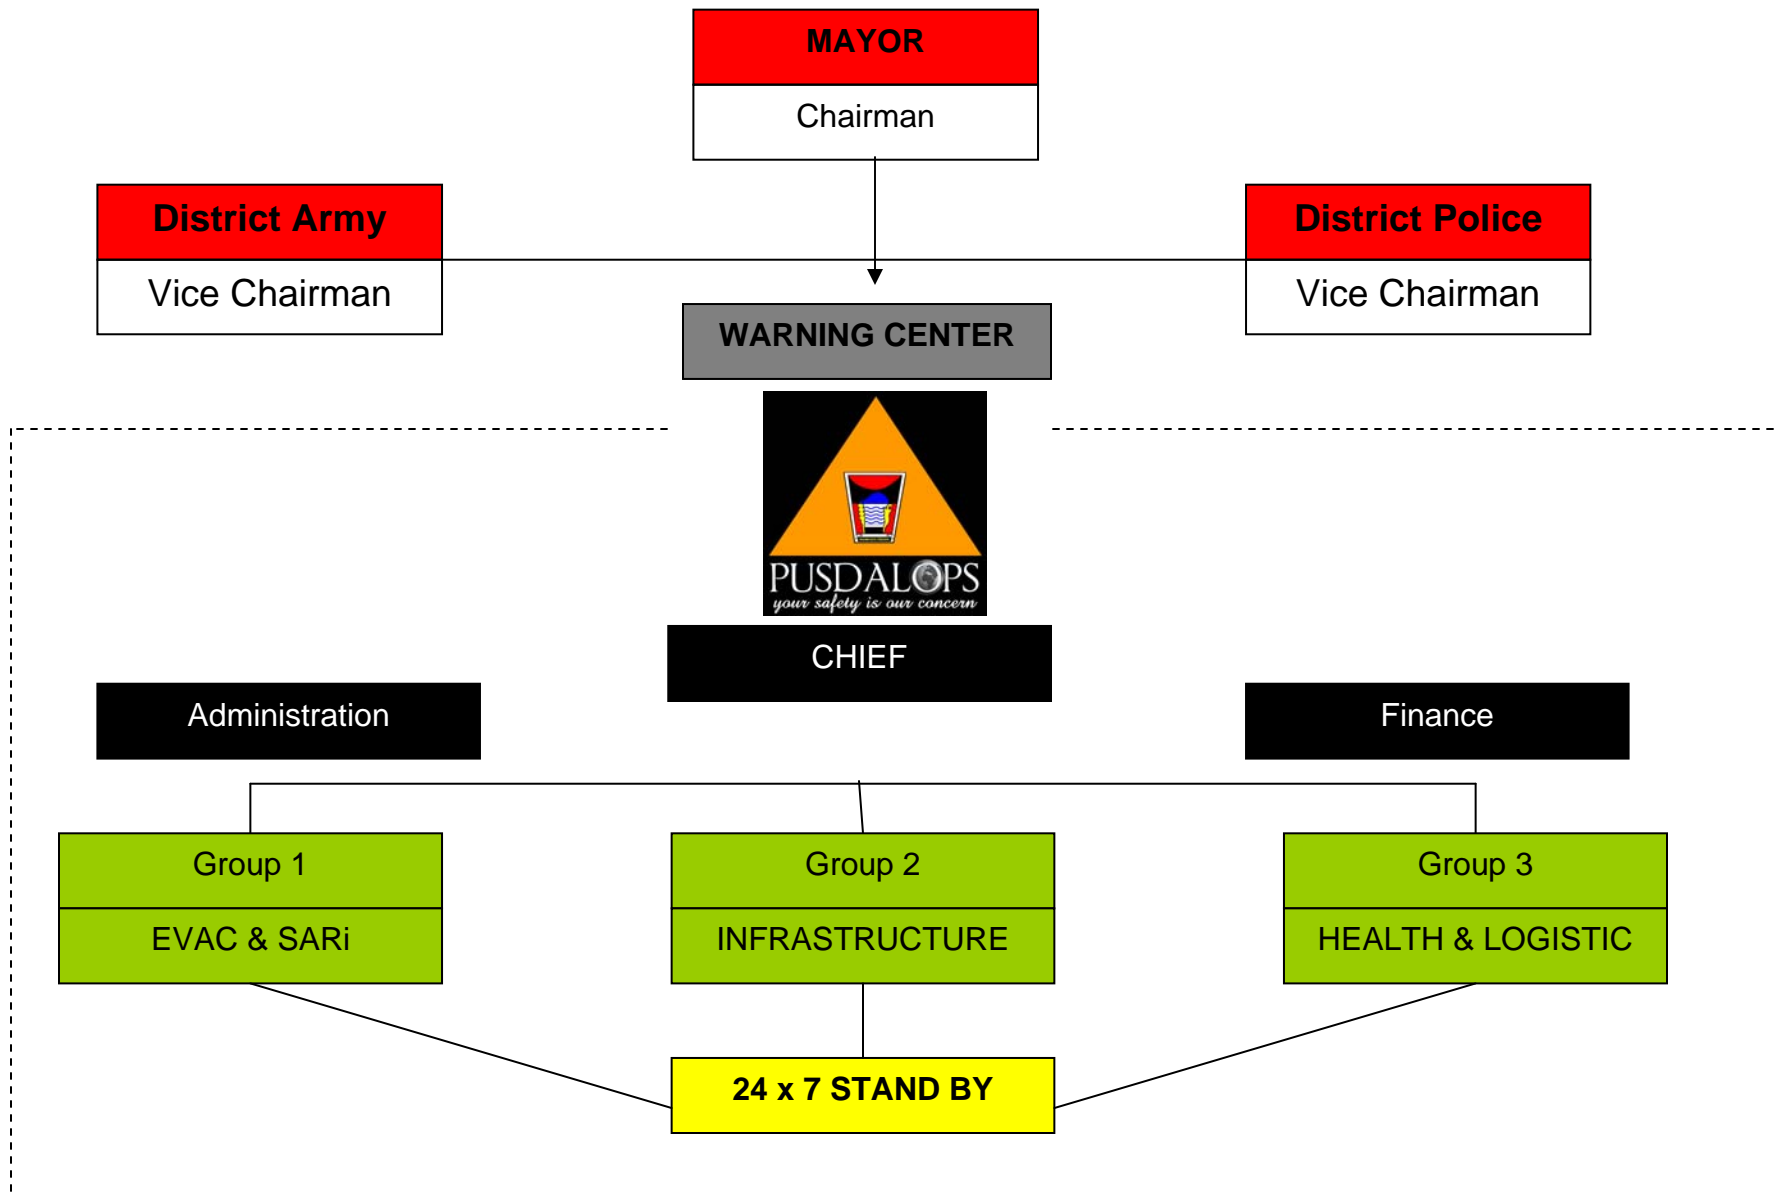 MAYOR
Chairman
District Army
Vice Chairman
District Police
Vice Chairman
WARNING CENTER
PUSDALOPS
your safety is our concern
CHIEF
Administration
Finance
Group 1
EVAC & SARi
Group 2
INFRASTRUCTURE
Group 3
HEALTH & LOGISTIC
24 x 7 STAND BY